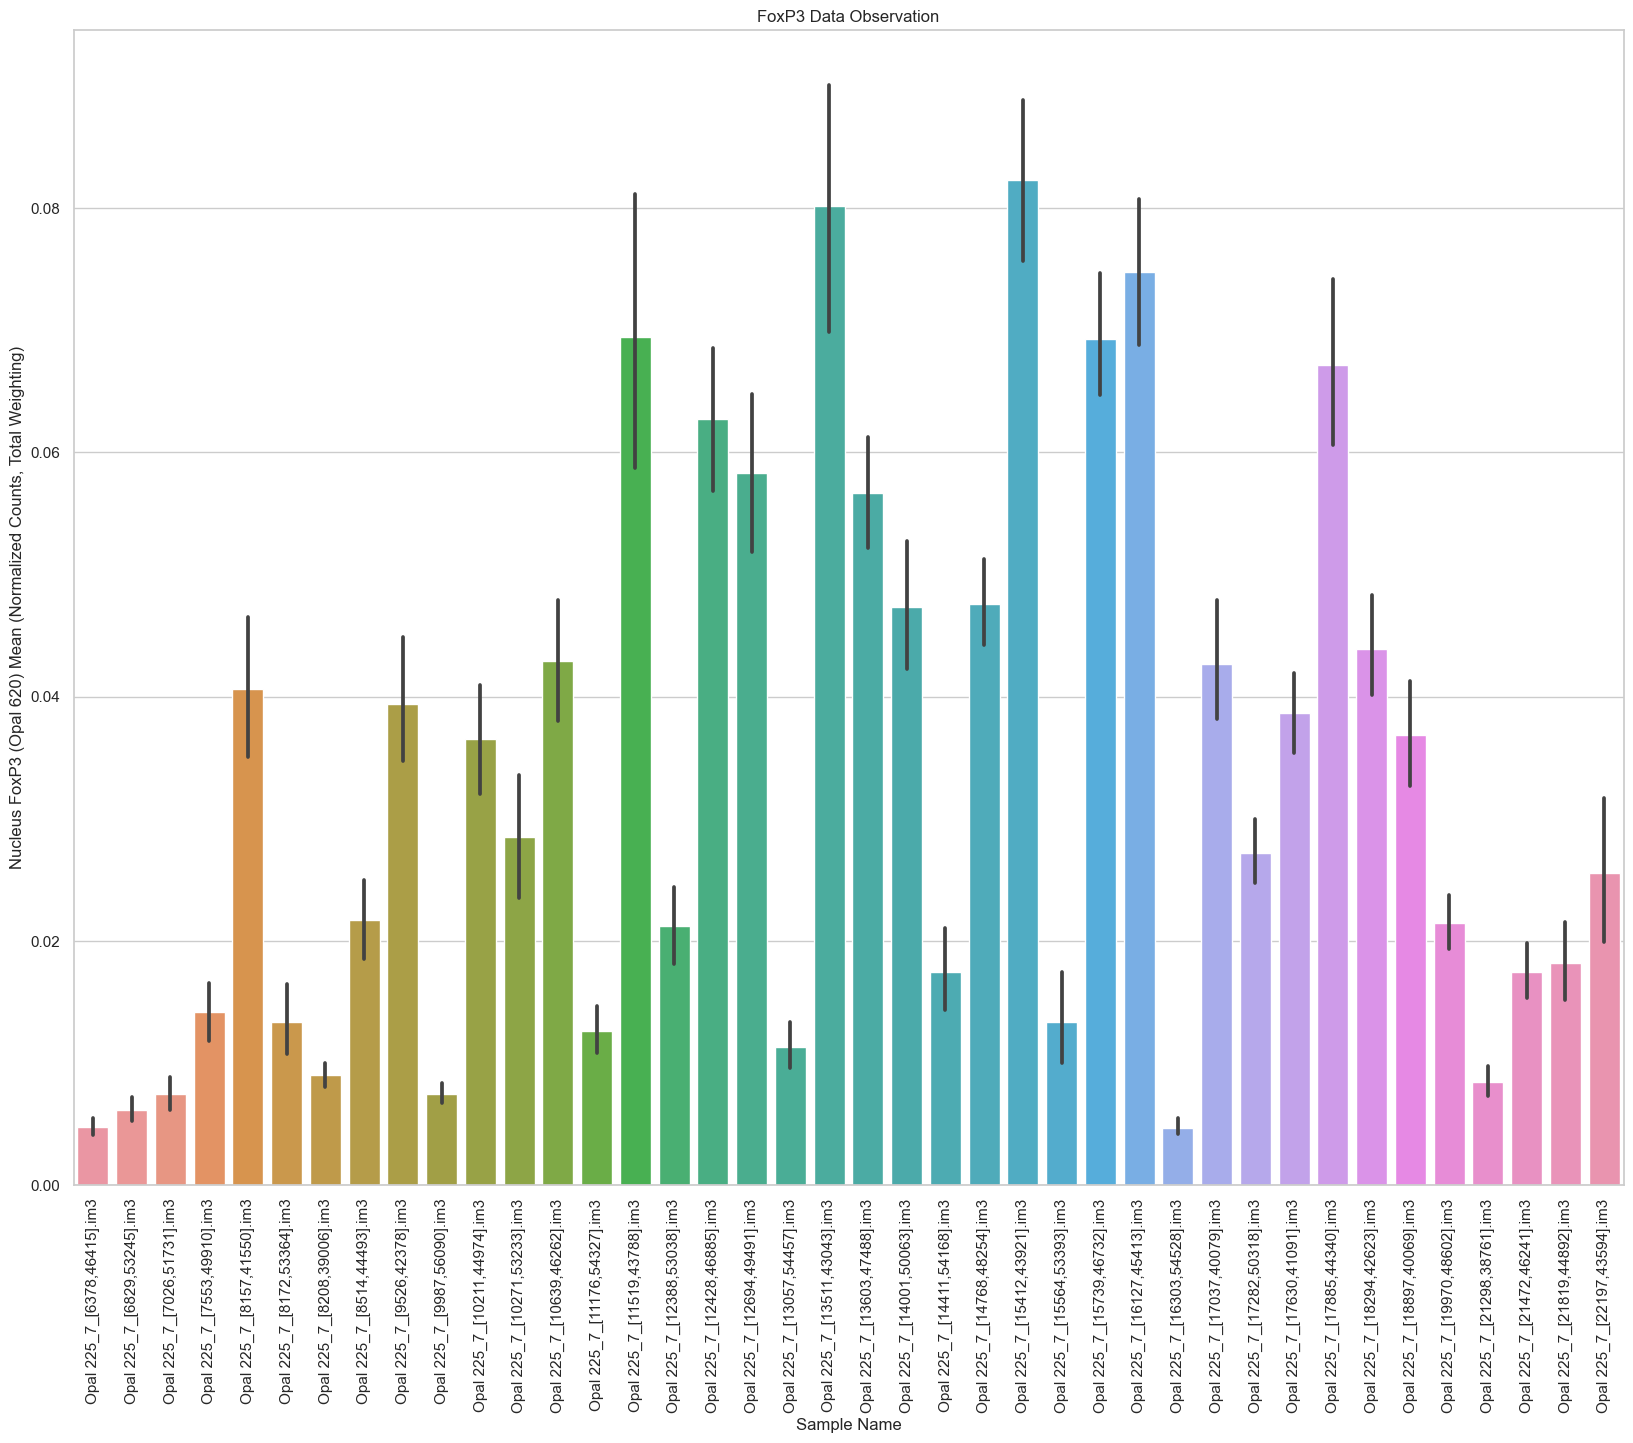 FoxP3 Data Observation
Nucleus FoxP3 (Opal 620) Mean (Normalized Counts, Total Weighting)
0.08
0.06
0.04
0.02
0.00
Opal 225_7_[6378,46415].im3
Opal 225_7_[6829,53245].im3
Opal 225_7_[7026,51731].im3
Opal 225_7_[7553,49910].im3
Opal 225_7_[8157,41550].im3
Opal 225_7_[8172,53364].im3
Opal 225_7_[8208,39006].im3
Opal 225_7_[8514,44493].im3
Opal 225_7_[9526,42378].im3
Opal 225_7_[9987,56090].im3
Opal 225_7_[10211,44974].im3
Opal 225_7_[10271,53233].im3
Opal 225_7_[10639,46262].im3
Opal 225_7_[11176,54327].im3
Opal 225_7_[11519,43788].im3
Opal 225_7_[12388,53038].im3
Opal 225_7_[12428,46885].im3
Opal 225_7_[12694,49491].im3
Opal 225_7_[13057,54457].im3
Opal 225_7_[13511,43043].im3
Opal 225_7_[13603,47488].im3
Opal 225_7_[14001,50063].im3
Opal 225_7_[14411,54168].im3
Opal 225_7_[14768,48254].im3
Opal 225_7_[15412,43921].im3
Opal 225_7_[15564,53393].im3
Opal 225_7_[15739,46732].im3
Opal 225_7_[16127,45413].im3
Opal 225_7_[16303,54528].im3
Opal 225_7_[17037,40079].im3
Opal 225_7_[17282,50318].im3
Opal 225_7_[17630,41091].im3
Opal 225_7_[17885,44340].im3
Opal 225_7_[18294,42623].im3
Opal 225_7_[18897,40069].im3
Opal 225_7_[19970,48602].im3
Opal 225_7_[21298,38761].im3
Opal 225_7_[21472,46241].im3
Opal 225_7_[21819,44892].im3
Opal 225_7_[22197,43594].im3
Sample Name